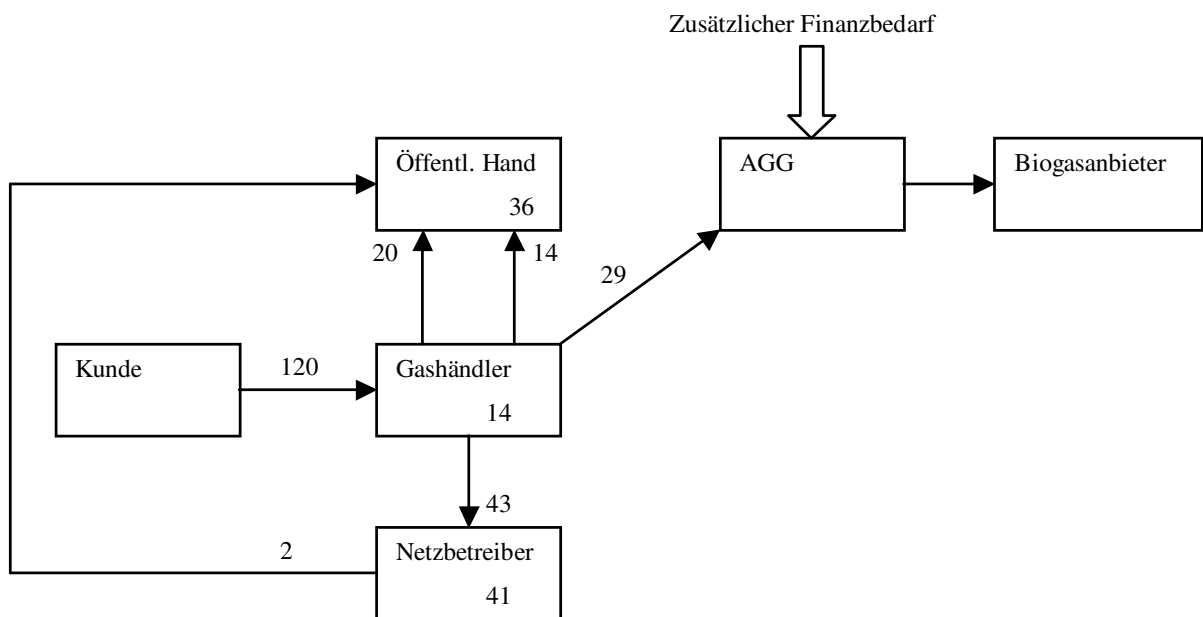 Zusätzlicher Finanzbedarf
Öffentl. Hand
36
AGG
Biogasanbieter
20
14
29
Kunde
120
Gashändler
14
43
2
Netzbetreiber
41